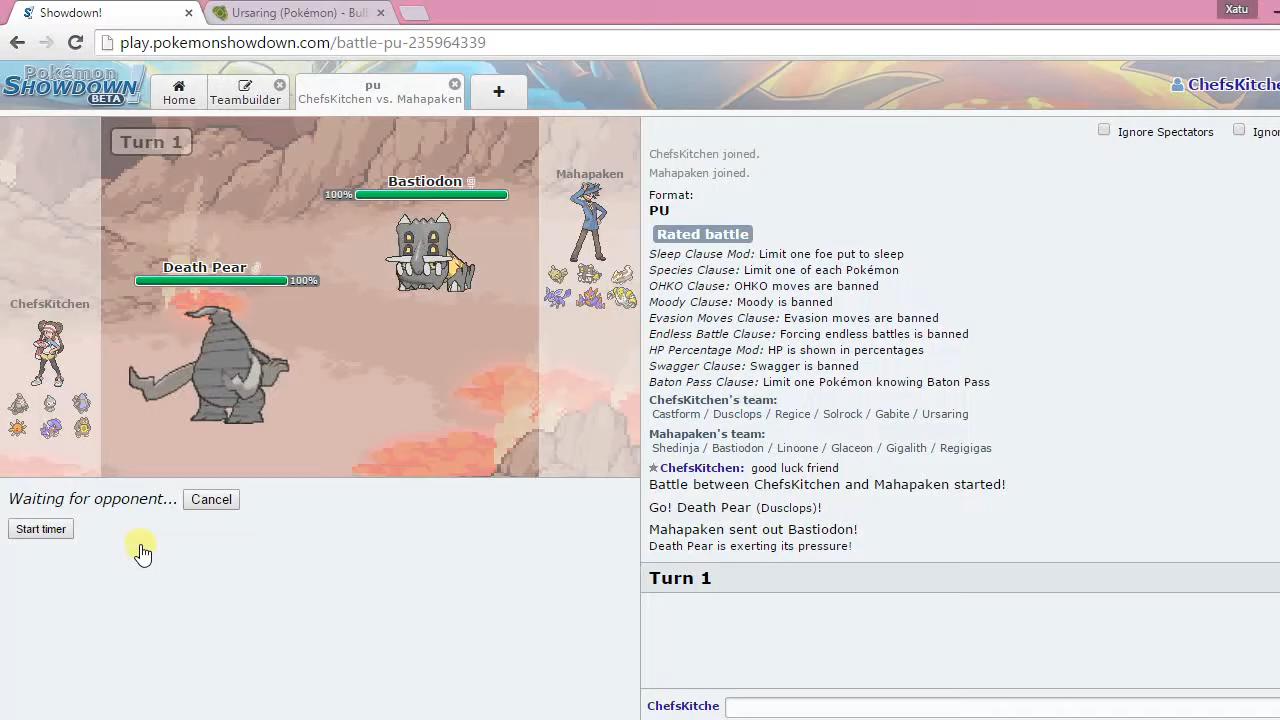 Showdown!
Ursaring (Pokémon) - Bul
Xatu
play.pokemonshowdown.com/battle-pu-235964339
Pokémon
SHOWDOWN
BETA
Home
Teambuilder
pu
ChefsKitchen vs. Mahapaken
+
ChefsKitche
Ignore Spectators
Ignor
Turn 1
Bastiodon
100%
Mahapaken
Death Pear
100%
ChefsKitchen
Waiting for opponent...
Cancel
Start timer
ChefsKitchen joined.
Mahapaken joined.
Format:
PU
Rated battle
Sleep Clause Mod: Limit one foe put to sleep
Species Clause: Limit one of each Pokémon
OHKO Clause: OHKO moves are banned
Moody Clause: Moody is banned
Evasion Moves Clause: Evasion moves are banned
Endless Battle Clause: Forcing endless battles is banned
HP Percentage Mod: HP is shown in percentages
Swagger Clause: Swagger is banned
Baton Pass Clause: Limit one Pokémon knowing Baton Pass
ChefsKitchen's team:
Castform / Dusclops / Regice / Solrock / Gabite / Ursaring
Mahapaken's team:
Shedinja / Bastiodon / Linoone / Glaceon / Gigalith / Regigigas
☆ChefsKitchen: good luck friend
Battle between ChefsKitchen and Mahapaken started!
Go! Death Pear (Dusclops)!
Mahapaken sent out Bastiodon!
Death Pear is exerting its pressure!
Turn 1
ChefsKitche